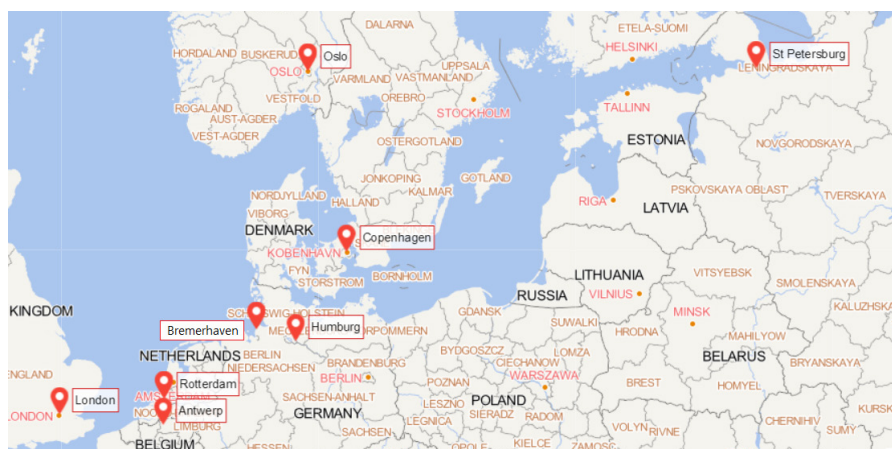 DALARNA
ETELA-SUOMI
HORDALAND
BUSKERUD
Oslo
HELSINKI
St Petersburg
OSLO
UPPSALA
LENINGRADSKAYA
VARMLAND
VASTMANLAND
VESTFOLD
OREBRO
TALLINN
ROGALAND
STOCKHOLM
AUST-AGDER
VEST-AGDER
ESTONIA
OSTERGOTLAND
NOVGORODSKAYA
JONKOPING
GOTLAND
NORDJYLLAND
KALMAR
PSKOVSKAYA OBLAST'
TVERSKAYA
HALLAND
RIGA
LATVIA
VIBORG
DENMARK
Copenhagen
KOBENHAVN
FYN
BORNHOLM
LITHUANIA
VITSYEBSK
STORSTROM
SMOLENSKAYA
RUSSIA
VILNIUS
KINGDOM
SCHLESWIG-HOLSTEIN
GDANSK
MINSK
KALUZHSKA
Bremerhaven
Humburg
SUWALKI
HRODNA
MAHILYOW
NETHERLANDS
BERLIN
BYDGOSZCZ
LOMZA
BELARUS
NIEDERSACHSEN
BRANDENBURG
CIECHANOW
BRYANSKAYA
ENGLAND
BERLIN
POZNAN
WARSZAWA
BREST
HOMYEL
Rotterdam
London
SACHSEN-ANHALT
LESZNO
POLAND
KURSK
Antwerp
LONDON
GERMANY
SIERADZ
RADOM
LIMBURG
LEGNICA
VOLYN
RIVNE
CHERNIHIV
SUMY
BELGIUM
HESSEN
SACHSEN
OPOLE
KIELCE
ZAMOSC